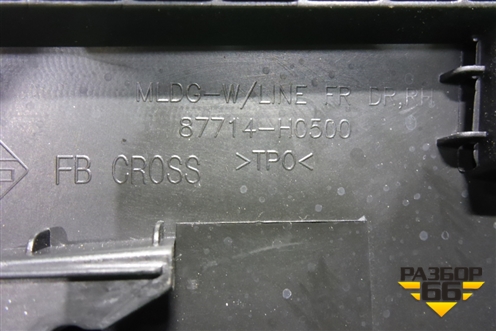 MLDG-W/LINE FR DR,RH
87714-H0500
FB CROSS >TPO<
РАЗБОР
66